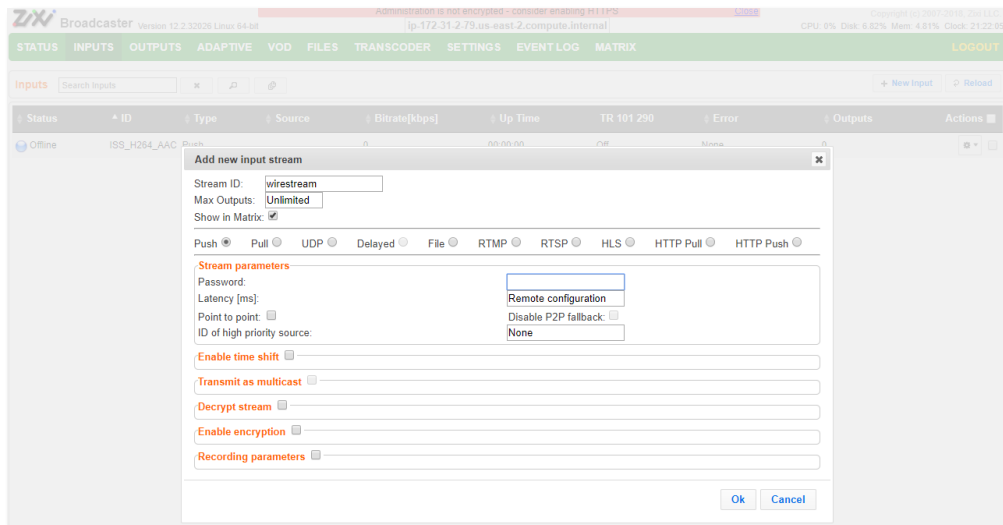 Zixi Broadcaster Version 12.2.32926 Linux 64-bit
Administration is not encrypted - consider enabling HTTPS Close
ip-172-31-2-79.us-east-2.compute.internal
CPU: 0% Disk: 6.52% Mem: 4.81% Clock: 21:22:95
STATUS INPUTS OUTPUTS ADAPTIVE VOD FILES TRANSCODER SETTINGS EVENT LOG MATRIX LOGOUT
Inputs Search Inputs + New Input Reload
Status ID Type Source Bitrate[kbps] Up Time TR 101 290 Error Outputs Actions
Offline ISS_H264_AAC Push 0 00:00:00 Off None 0
Add new input stream
Stream ID: wirestream
Max Outputs: Unlimited
Show in Matrix:
Push Pull UDP Delayed File RTMP RTSP HLS HTTP Pull HTTP Push
Stream parameters
Password:
Latency [ms]: Remote configuration
Point to point: Disable P2P fallback:
ID of high priority source: None
Enable time shift
Transmit as multicast
Decrypt stream
Enable encryption
Recording parameters
Ok Cancel